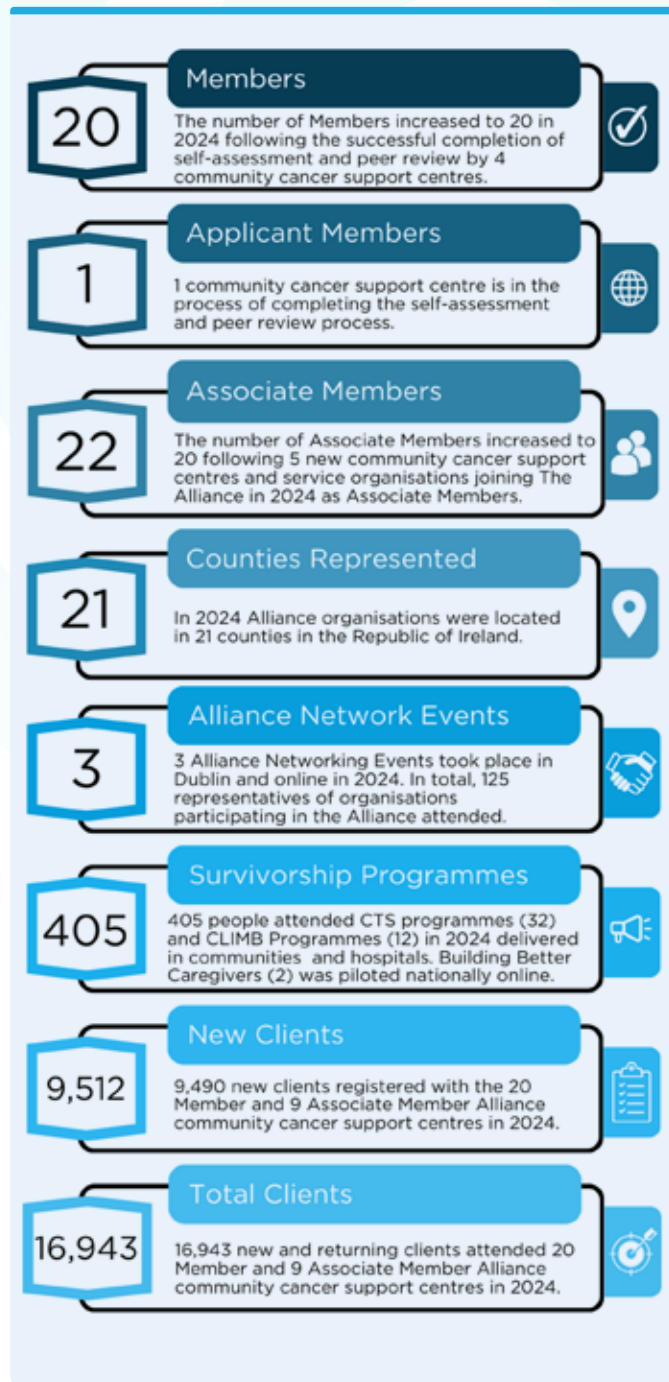 Members
20
The number of Members increased to 20 in
2024 following the successful completion of
self-assessment and peer review by 4
community cancer support centres.
Applicant Members
1
1 community cancer support centre is in the
process of completing the self-assessment
and peer review process.
Associate Members
22
The number of Associate Members increased to
20 following 5 new community cancer support
centres and service organisations joining The
Alliance in 2024 as Associate Members.
Counties Represented
21
In 2024 Alliance organisations were located
in 21 counties in the Republic of Ireland.
Alliance Network Events
3
3 Alliance Networking Events took place in
Dublin and online in 2024. In total, 125
representatives of organisations
participating in the Alliance attended.
Survivorship Programmes
405
405 people attended CTS programmes (32)
and CLIMB Programmes (12) in 2024 delivered
in communities and hospitals. Building Better
Caregivers (2) was piloted nationally online.
New Clients
9,512
9,490 new clients registered with the 20
Member and 9 Associate Member Alliance
community cancer support centres in 2024.
Total Clients
16,943
16,943 new and returning clients attended 20
Member and 9 Associate Member Alliance
community cancer support centres in 2024.